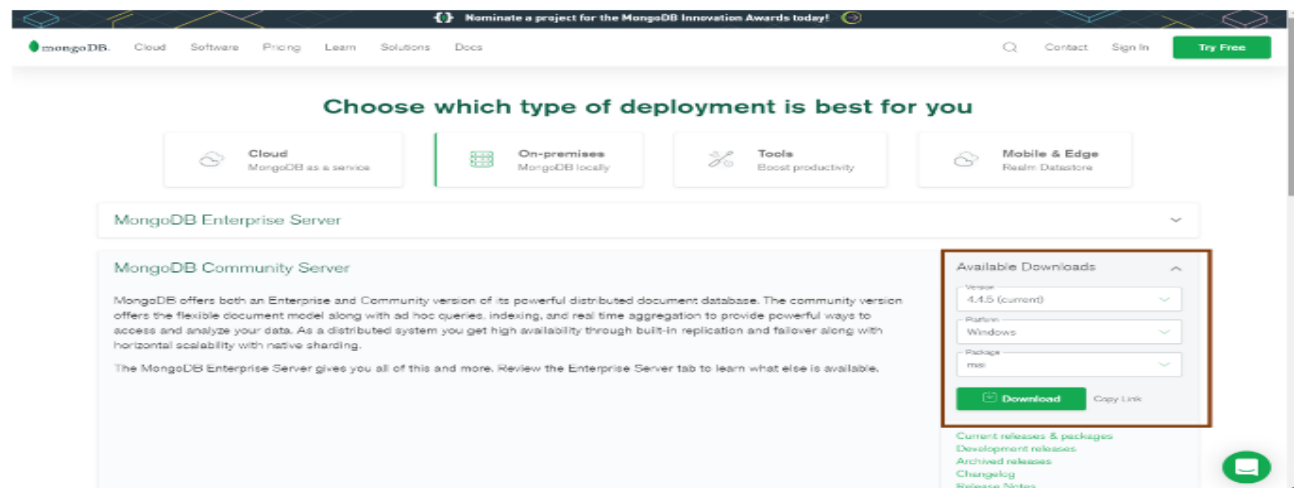 Nominate a project for the MongoDB Innovation Awards today!
mongoDB. Cloud Software Pricing Learn Solutions Docs Contact Sign In Try Free
Choose which type of deployment is best for you
Cloud
MongoDB as a service
On-premises
MongoDB locally
Tools
Boost productivity
Mobile & Edge
Realm Datastore
MongoDB Enterprise Server
MongoDB Community Server
MongoDB offers both an Enterprise and Community version of its powerful distributed document database. The community version
offers the flexible document model along with ad hoc queries, indexing, and real time aggregation to provide powerful ways to
access and analyze your data. As a distributed system you get high availability through built-in replication and failover along with
horizontal scalability with native sharding.
The MongoDB Enterprise Server gives you all of this and more. Review the Enterprise Server tab to learn what else is available.
Available Downloads
Version
4.4.5 (current)
Platform
Windows
Package
msi
Download Copy Link
Current releases & packages
Development releases
Archived releases
Changelog
Release Notes